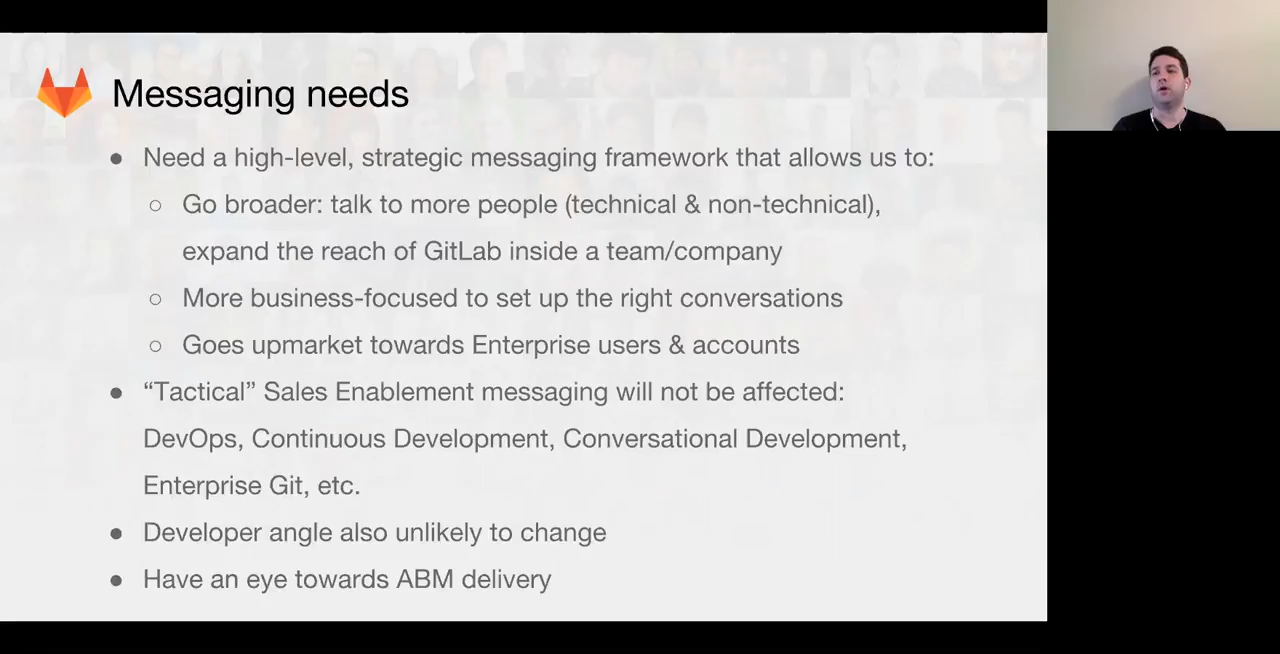 Messaging needs
● Need a high-level, strategic messaging framework that allows us to:
○ Go broader: talk to more people (technical & non-technical),
expand the reach of GitLab inside a team/company
○ More business-focused to set up the right conversations
○ Goes upmarket towards Enterprise users & accounts
● “Tactical” Sales Enablement messaging will not be affected:
DevOps, Continuous Development, Conversational Development,
Enterprise Git, etc.
● Developer angle also unlikely to change
● Have an eye towards ABM delivery